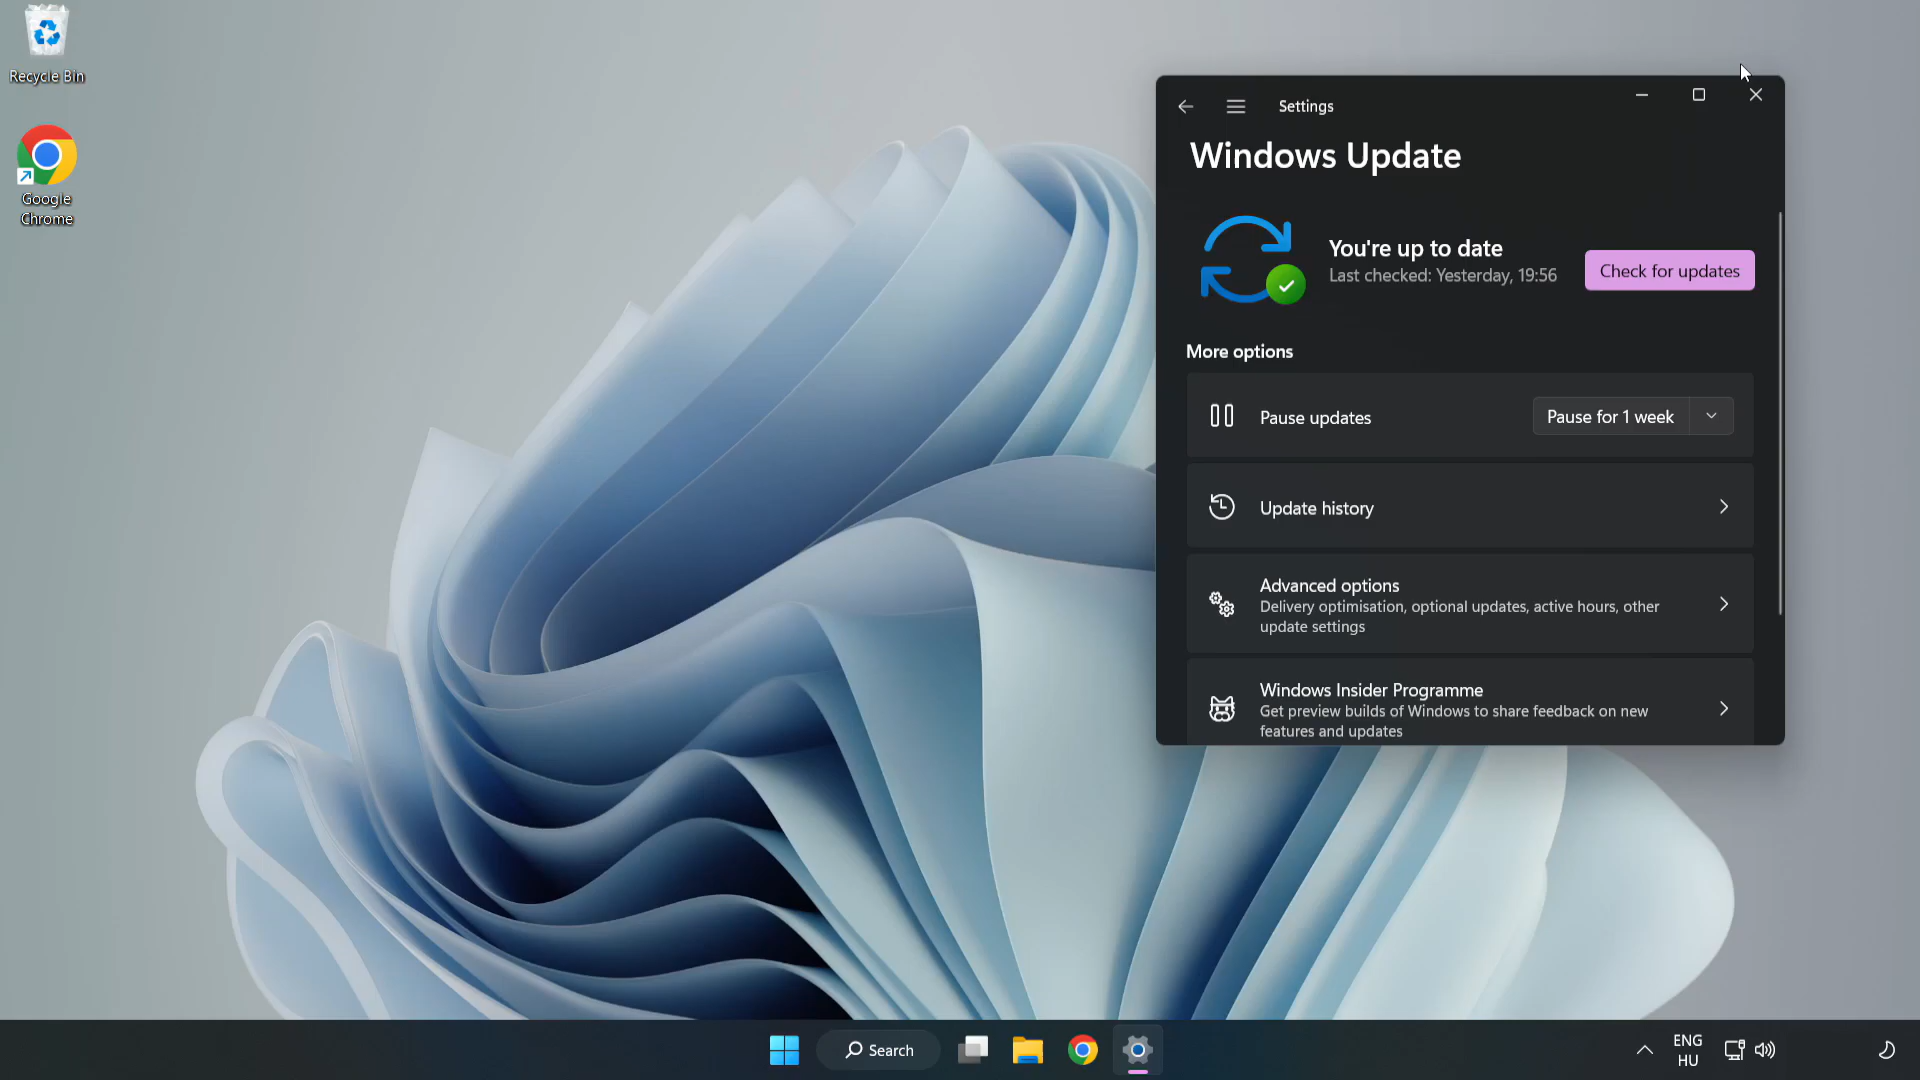 Recycle Bin
Google
Chrome
Settings
Windows Update
You're up to date
Last checked: Yesterday, 19:56
Check for updates
More options
Pause updates
Pause for 1 week
Update history
Advanced options
Delivery optimisation, optional updates, active hours, other
update settings
Windows Insider Programme
Get preview builds of Windows to share feedback on new
features and updates
Search
ENG
HU